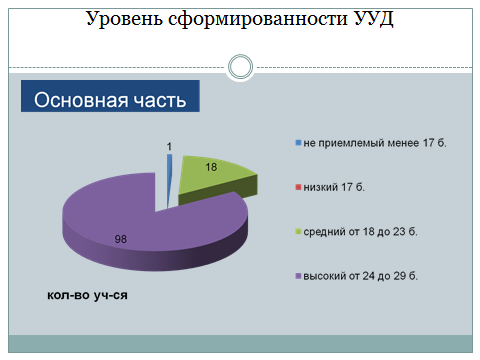 Уровень сформированности УУД
Основная часть
1
18
98
не приемлемый менее 17 б.
низкий 17 б.
средний от 18 до 23 б.
высокий от 24 до 29 б.
кол-во уч-ся